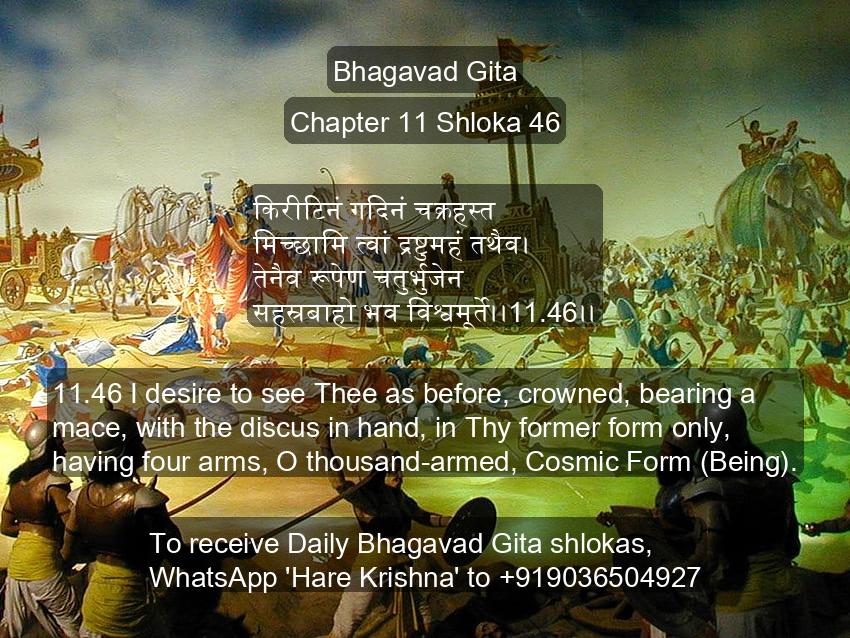 Bhagavad Gita
Chapter 11 Shloka 46
किरीटिनं गदिनं चक्रहस्त
मिच्छामि त्वां द्रष्टुमहं तथैव।
तेनैव रूपेण चतुर्भुजेन
सहस्रबाहो भव विश्वमूर्ते।।11.46।।
11.46 I desire to see Thee as before, crowned, bearing a
mace, with the discus in hand, in Thy former form only,
having four arms, O thousand-armed, Cosmic Form (Being).
To receive Daily Bhagavad Gita shlokas,
WhatsApp 'Hare Krishna' to +919036504927